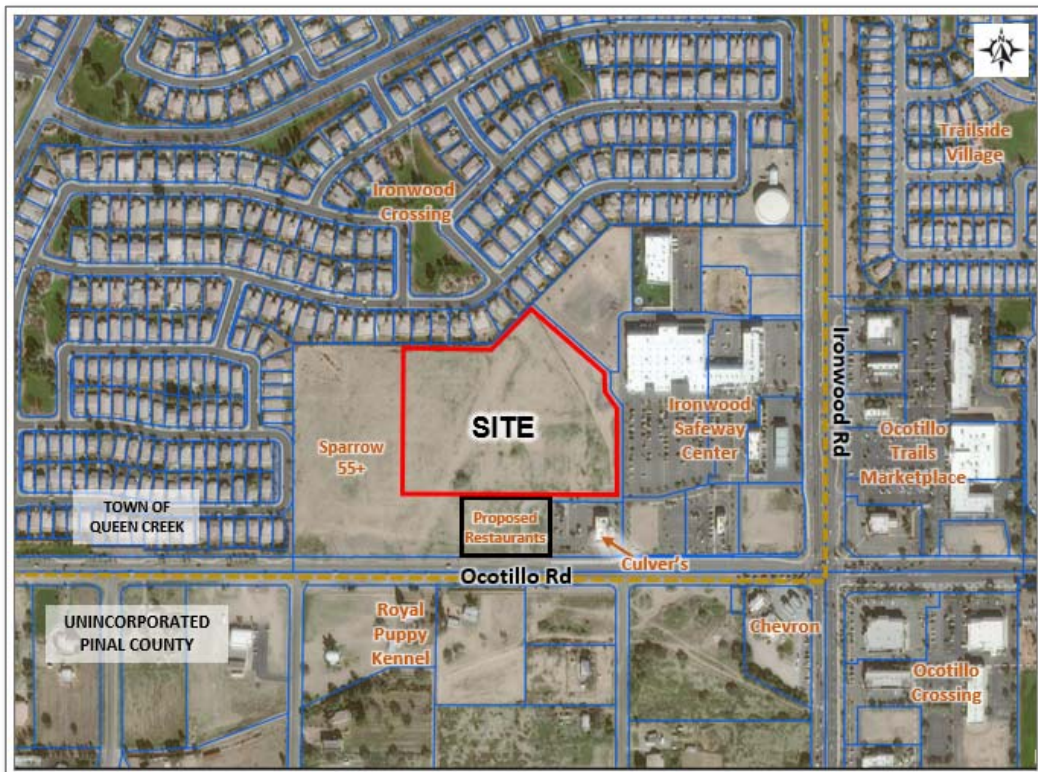 N
Trailside
Village
Ironwood
Crossing
Ironwood Rd
SITE
Ironwood
Safeway
Center
Ocotillo
Trails
Marketplace
Sparrow
55+
TOWN OF
QUEEN CREEK
Proposed
Restaurants
Culver's
Ocotillo Rd
UNINCORPORATED
PINAL COUNTY
Royal
Puppy
Kennel
Chevron
Ocotillo
Crossing